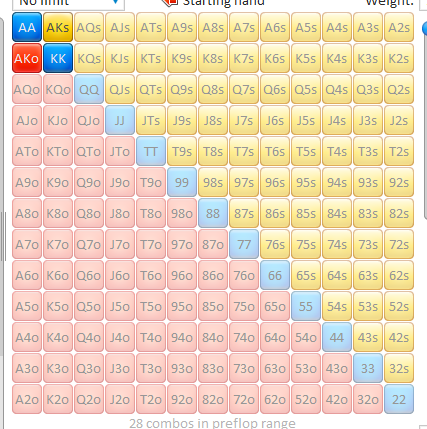 No limit Starting hand Weight:
AA AKs AQs AJs ATs A9s A8s A7s A6s A5s A4s A3s A2s
AKo KK KQs KJs KTs K9s K8s K7s K6s K5s K4s K3s K2s
AQo KQo QQ QJs QTs Q9s Q8s Q7s Q6s Q5s Q4s Q3s Q2s
AJo KJo QJo JJ JTs J9s J8s J7s J6s J5s J4s J3s J2s
ATo KTo QTo JTo TT T9s T8s T7s T6s T5s T4s T3s T2s
A9o K9o Q9o J9o T9o 99 98s 97s 96s 95s 94s 93s 92s
A8o K8o Q8o J8o T8o 98o 88 87s 86s 85s 84s 83s 82s
A7o K7o Q7o J7o T7o 97o 87o 77 76s 75s 74s 73s 72s
A6o K6o Q6o J6o T6o 96o 86o 76o 66 65s 64s 63s 62s
A5o K5o Q5o J5o T5o 95o 85o 75o 65o 55 54s 53s 52s
A4o K4o Q4o J4o T4o 94o 84o 74o 64o 54o 44 43s 42s
A3o K3o Q3o J3o T3o 93o 83o 73o 63o 53o 43o 33 32s
A2o K2o Q2o J2o T2o 92o 82o 72o 62o 52o 42o 32o 22
28 combos in preflop range